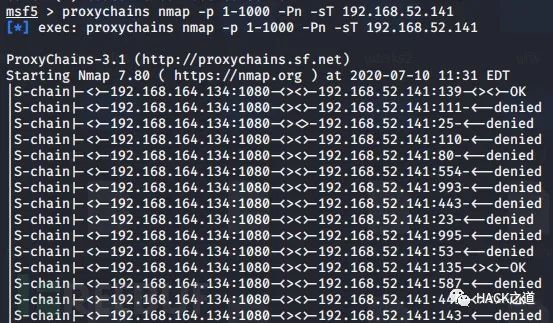 msf5 > proxychains nmap -p 1-1000 -Pn -sT 192.168.52.141
[*] exec: proxychains nmap -p 1-1000 -Pn -sT 192.168.52.141
ProxyChains-3.1 (http://proxychains.sf.net)
Starting Nmap 7.80 ( https://nmap.org ) at 2020-07-10 11:31 EDT
|S-chain|-<>-192.168.164.134:1080-<><>-192.168.52.141:139-<><>-OK
|S-chain|-<>-192.168.164.134:1080-<><>-192.168.52.141:111-<--denied
|S-chain|-<>-192.168.164.134:1080-<><>-192.168.52.141:25-<--denied
|S-chain|-<>-192.168.164.134:1080-<><>-192.168.52.141:110-<--denied
|S-chain|-<>-192.168.164.134:1080-<><>-192.168.52.141:80-<--denied
|S-chain|-<>-192.168.164.134:1080-<><>-192.168.52.141:554-<--denied
|S-chain|-<>-192.168.164.134:1080-<><>-192.168.52.141:993-<--denied
|S-chain|-<>-192.168.164.134:1080-<><>-192.168.52.141:443-<--denied
|S-chain|-<>-192.168.164.134:1080-<><>-192.168.52.141:23-<--denied
|S-chain|-<>-192.168.164.134:1080-<><>-192.168.52.141:995-<--denied
|S-chain|-<>-192.168.164.134:1080-<><>-192.168.52.141:53-<--denied
|S-chain|-<>-192.168.164.134:1080-<><>-192.168.52.141:135-<><>-OK
|S-chain|-<>-192.168.164.134:1080-<><>-192.168.52.141:587-<--denied
|S-chain|-<>-192.168.164.134:1080-<><>-192.168.52.141:44
|S-chain|-<>-192.168.164.134:1080-<><>-192.168.52.141:143-<--denied
HACK之道